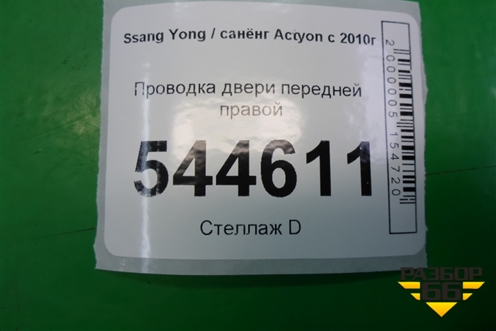 Ssang Yong / санёнг Actyon с 2010г
Проводка двери передней
правой
544611
Стеллаж D
2000005154720
РАЗБОР
66